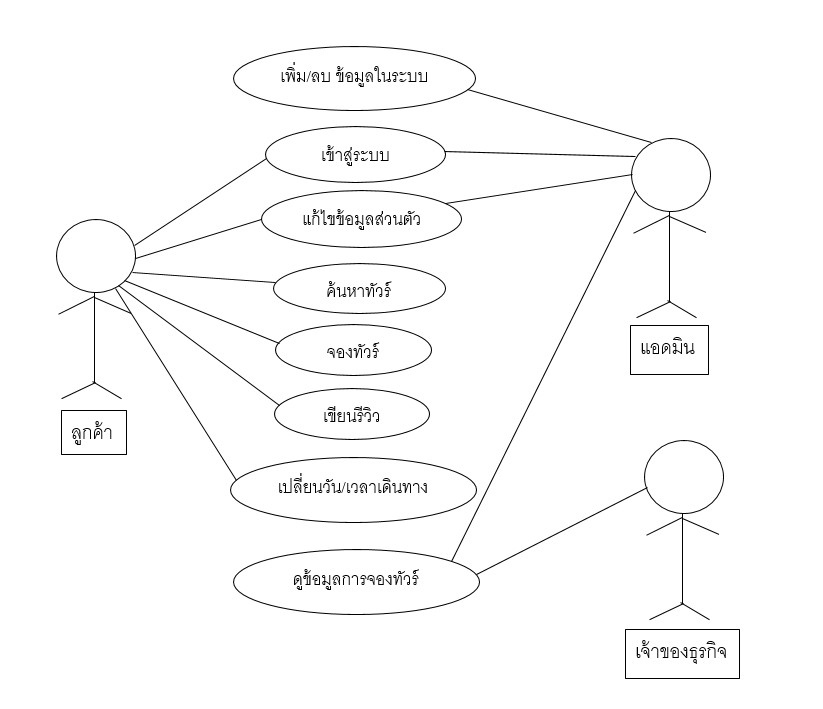 เพิ่ม/ลบ ข้อมูลในระบบ
เข้าสู่ระบบ
แก้ไขข้อมูลส่วนตัว
ค้นหาทัวร์
จองทัวร์
แอดมิน
เขียนรีวิว
ลูกค้า
เปลี่ยนวัน/เวลาเดินทาง
ดูข้อมูลการจองทัวร์
เจ้าของธุรกิจ